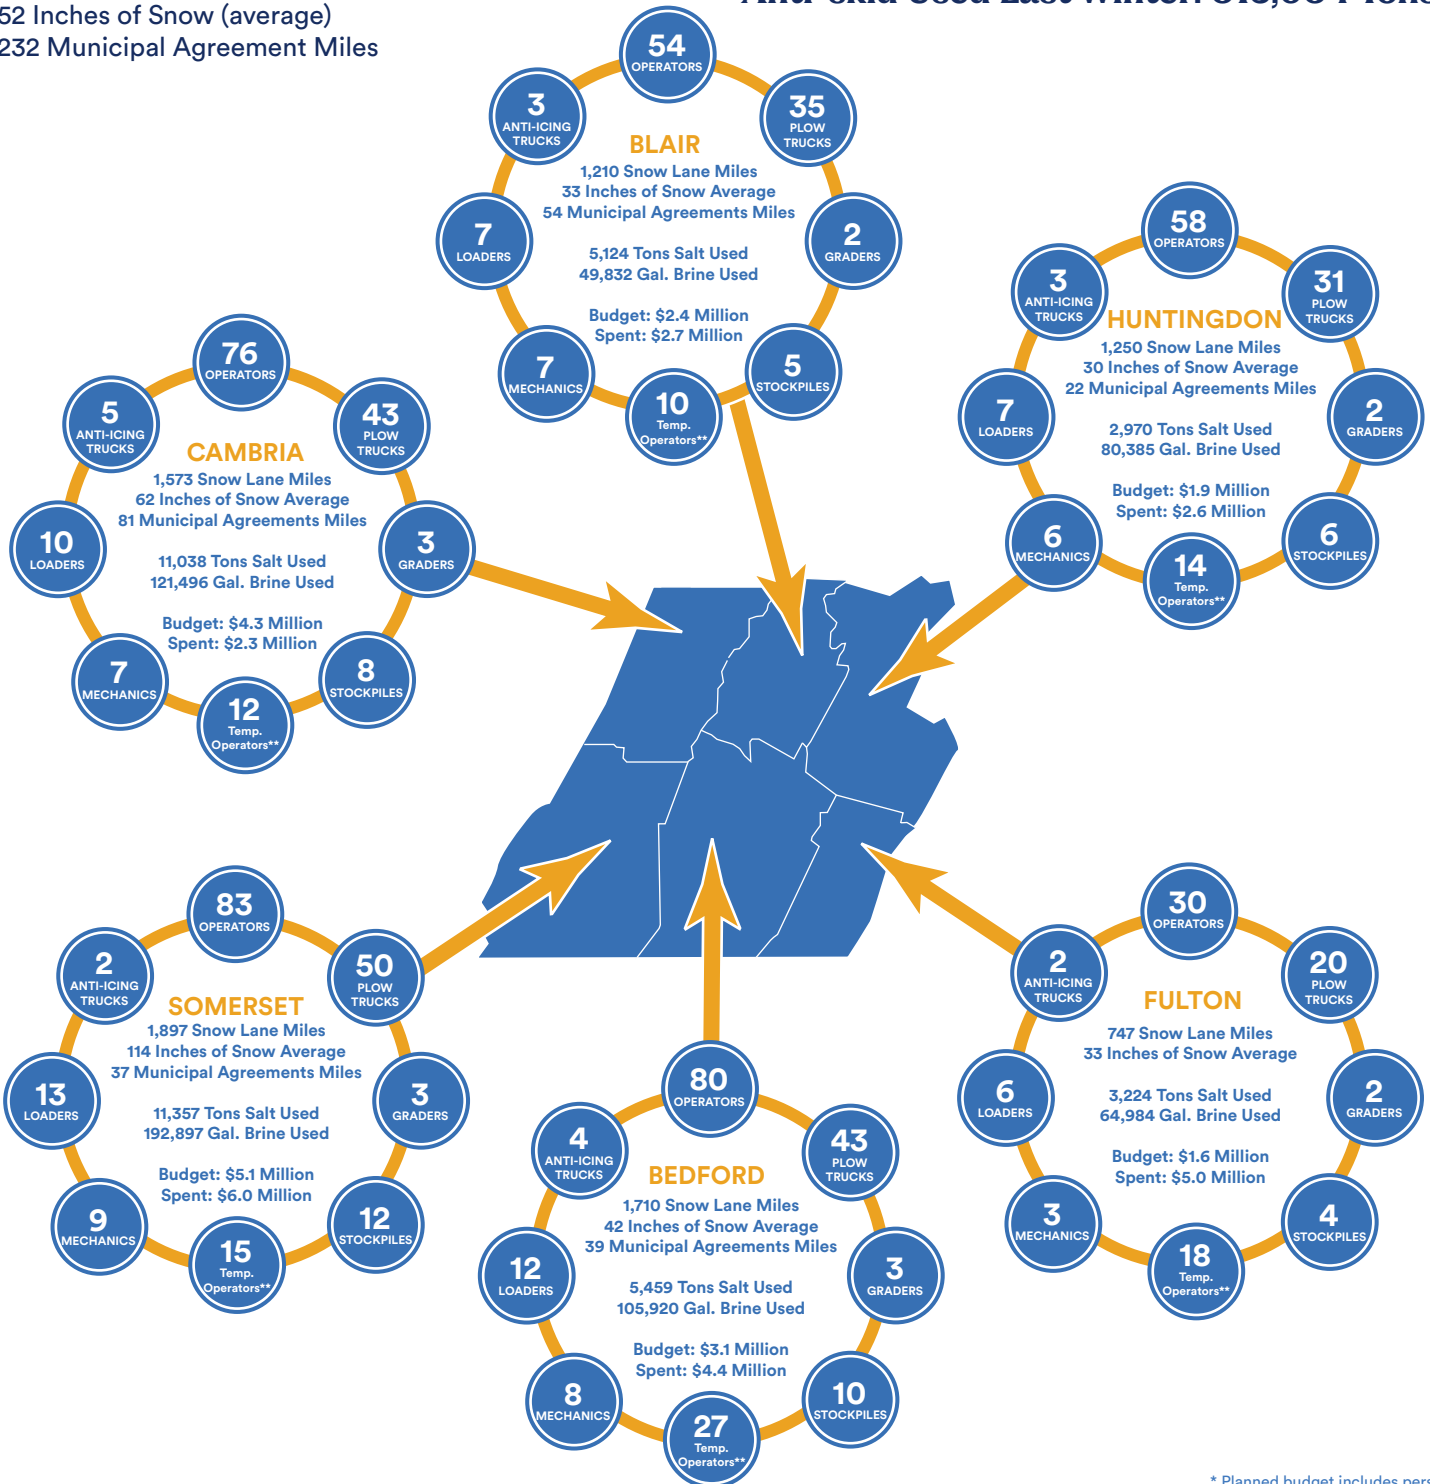 52 Inches of Snow (average)
232 Municipal Agreement Miles
54
OPERATORS
3
ANTI-ICING
TRUCKS
35
PLOW
TRUCKS
BLAIR
1,210 Snow Lane Miles
33 Inches of Snow Average
54 Municipal Agreements Miles
7
LOADERS
2
GRADERS
5,124 Tons Salt Used
49,832 Gal. Brine Used
Budget: $2.4 Million
Spent: $2.7 Million
7
MECHANICS
5
STOCKPILES
10
Temp.
Operators**
58
OPERATORS
3
ANTI-ICING
TRUCKS
31
PLOW
TRUCKS
HUNTINGDON
1,250 Snow Lane Miles
30 Inches of Snow Average
22 Municipal Agreements Miles
7
LOADERS
2
GRADERS
2,970 Tons Salt Used
80,385 Gal. Brine Used
Budget: $1.9 Million
Spent: $2.6 Million
6
MECHANICS
6
STOCKPILES
14
Temp.
Operators**
76
OPERATORS
5
ANTI-ICING
TRUCKS
43
PLOW
TRUCKS
CAMBRIA
1,573 Snow Lane Miles
62 Inches of Snow Average
81 Municipal Agreements Miles
10
LOADERS
3
GRADERS
11,038 Tons Salt Used
121,496 Gal. Brine Used
Budget: $4.3 Million
Spent: $2.3 Million
7
MECHANICS
8
STOCKPILES
12
Temp.
Operators**
83
OPERATORS
2
ANTI-ICING
TRUCKS
50
PLOW
TRUCKS
SOMERSET
1,897 Snow Lane Miles
114 Inches of Snow Average
37 Municipal Agreements Miles
13
LOADERS
3
GRADERS
11,357 Tons Salt Used
192,897 Gal. Brine Used
Budget: $5.1 Million
Spent: $6.0 Million
9
MECHANICS
12
STOCKPILES
15
Temp.
Operators**
80
OPERATORS
4
ANTI-ICING
TRUCKS
43
PLOW
TRUCKS
BEDFORD
1,710 Snow Lane Miles
42 Inches of Snow Average
39 Municipal Agreements Miles
12
LOADERS
3
GRADERS
5,459 Tons Salt Used
105,920 Gal. Brine Used
Budget: $3.1 Million
Spent: $4.4 Million
8
MECHANICS
10
STOCKPILES
27
Temp.
Operators**
30
OPERATORS
2
ANTI-ICING
TRUCKS
20
PLOW
TRUCKS
FULTON
747 Snow Lane Miles
33 Inches of Snow Average
6
LOADERS
2
GRADERS
3,224 Tons Salt Used
64,984 Gal. Brine Used
Budget: $1.6 Million
Spent: $5.0 Million
3
MECHANICS
4
STOCKPILES
18
Temp.
Operators**
* Planned budget includes